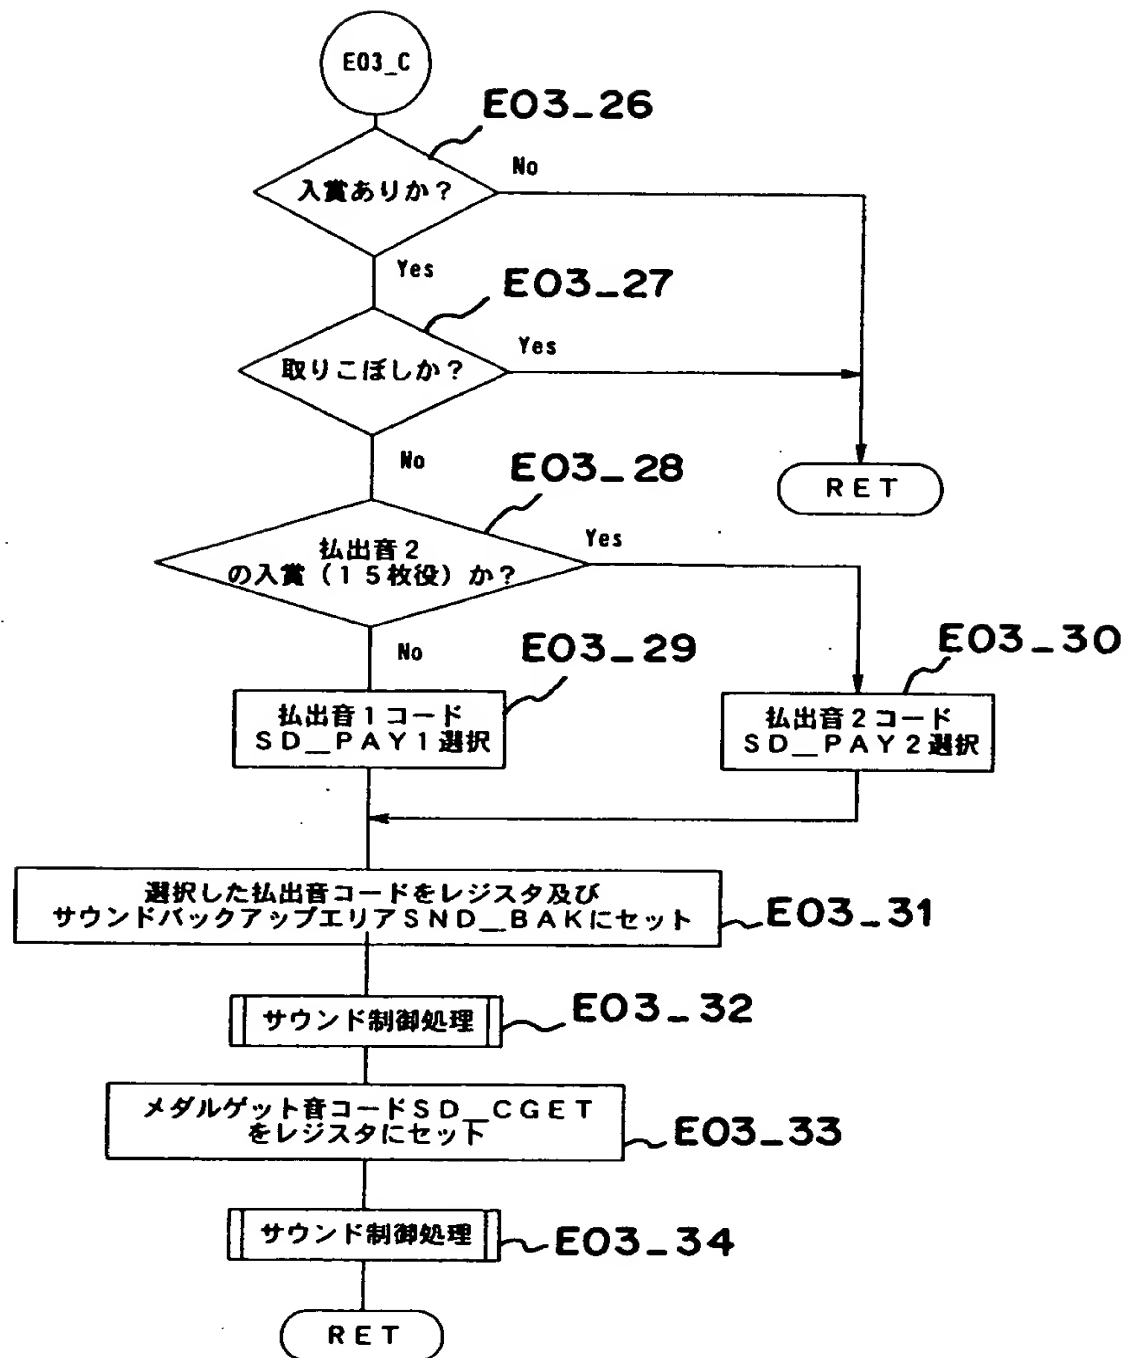 E03_C
E03_26
No
入賞ありか？
Yes
E03_27
Yes
取りこぼしか？
No
E03_28
RET
Yes
払出音２
の入賞（１５枚役）か？
No
E03_29
E03_30
払出音１コード
ＳＤ＿ＰＡＹ１選択
払出音２コード
ＳＤ＿ＰＡＹ２選択
選択した払出音コードをレジスタ及び
サウンドバックアップエリアＳＮＤ＿ＢＡＫにセット
E03_31
サウンド制御処理
E03_32
メダルゲット音コードＳＤ＿ＣＧＥＴ
をレジスタにセット
E03_33
サウンド制御処理
E03_34
RET